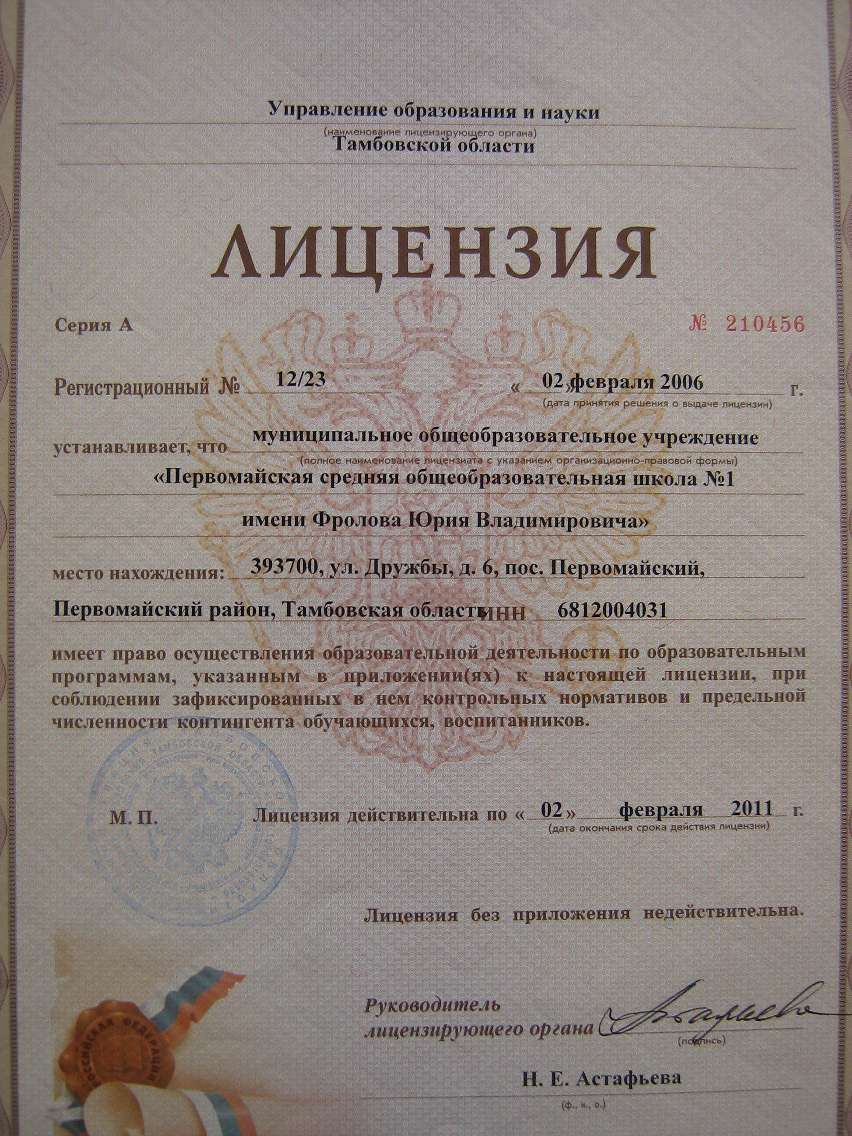 Управление образования и науки
(наименование лицензирующего органа)
Тамбовской области
ЛИЦЕНЗИЯ
Серия А № 210456
Регистрационный № 12/23 « 02 » февраля 2006 г.
(дата принятия решения о выдаче лицензии)
устанавливает, что муниципальное общеобразовательное учреждение
(полное наименование лицензиата с указанием организационно-правовой формы)
«Первомайская средняя общеобразовательная школа №1
имени Фролова Юрия Владимировича»
место нахождения: 393700, ул. Дружбы, д. 6, пос. Первомайский,
Первомайский район, Тамбовская область ИНН 6812004031
имеет право осуществления образовательной деятельности по образовательным
программам, указанным в приложении(ях) к настоящей лицензии, при
соблюдении зафиксированных в нем контрольных нормативов и предельной
численности контингента обучающихся, воспитанников.
М. П. Лицензия действительна по « 02 » февраля 2011 г.
(дата окончания срока действия лицензии)
Лицензия без приложения недействительна.
Руководитель
лицензирующего органа
(подпись)
Н. Е. Астафьева
(ф., и., о.)
РОССИЙСКАЯ ФЕДЕРАЦИЯ